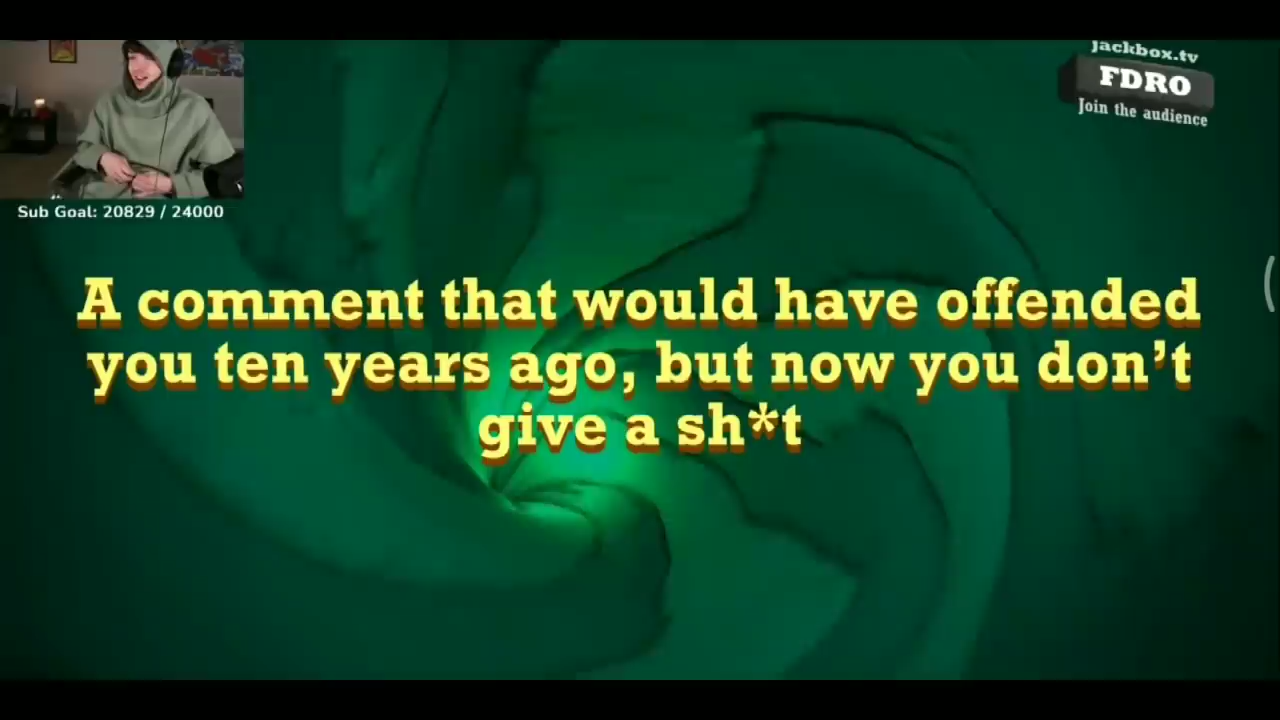 jackbox.tv
FDRO
Join the audience
Sub Goal: 20829 / 24000
A comment that would have offended
you ten years ago, but now you don’t
give a sh*t